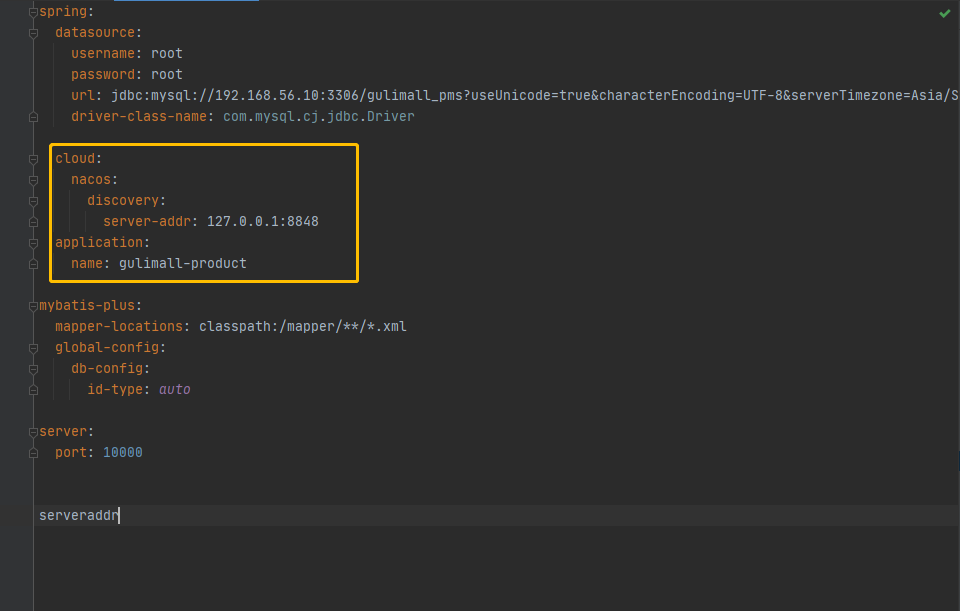 spring:
  datasource:
    username: root
    password: root
    url: jdbc:mysql://192.168.56.10:3306/gulimall_pms?useUnicode=true&characterEncoding=UTF-8&serverTimezone=Asia/S
    driver-class-name: com.mysql.cj.jdbc.Driver
  cloud:
    nacos:
      discovery:
        server-addr: 127.0.0.1:8848
  application:
    name: gulimall-product
mybatis-plus:
  mapper-locations: classpath:/mapper/**/*.xml
  global-config:
    db-config:
      id-type: auto
server:
  port: 10000
serveraddr